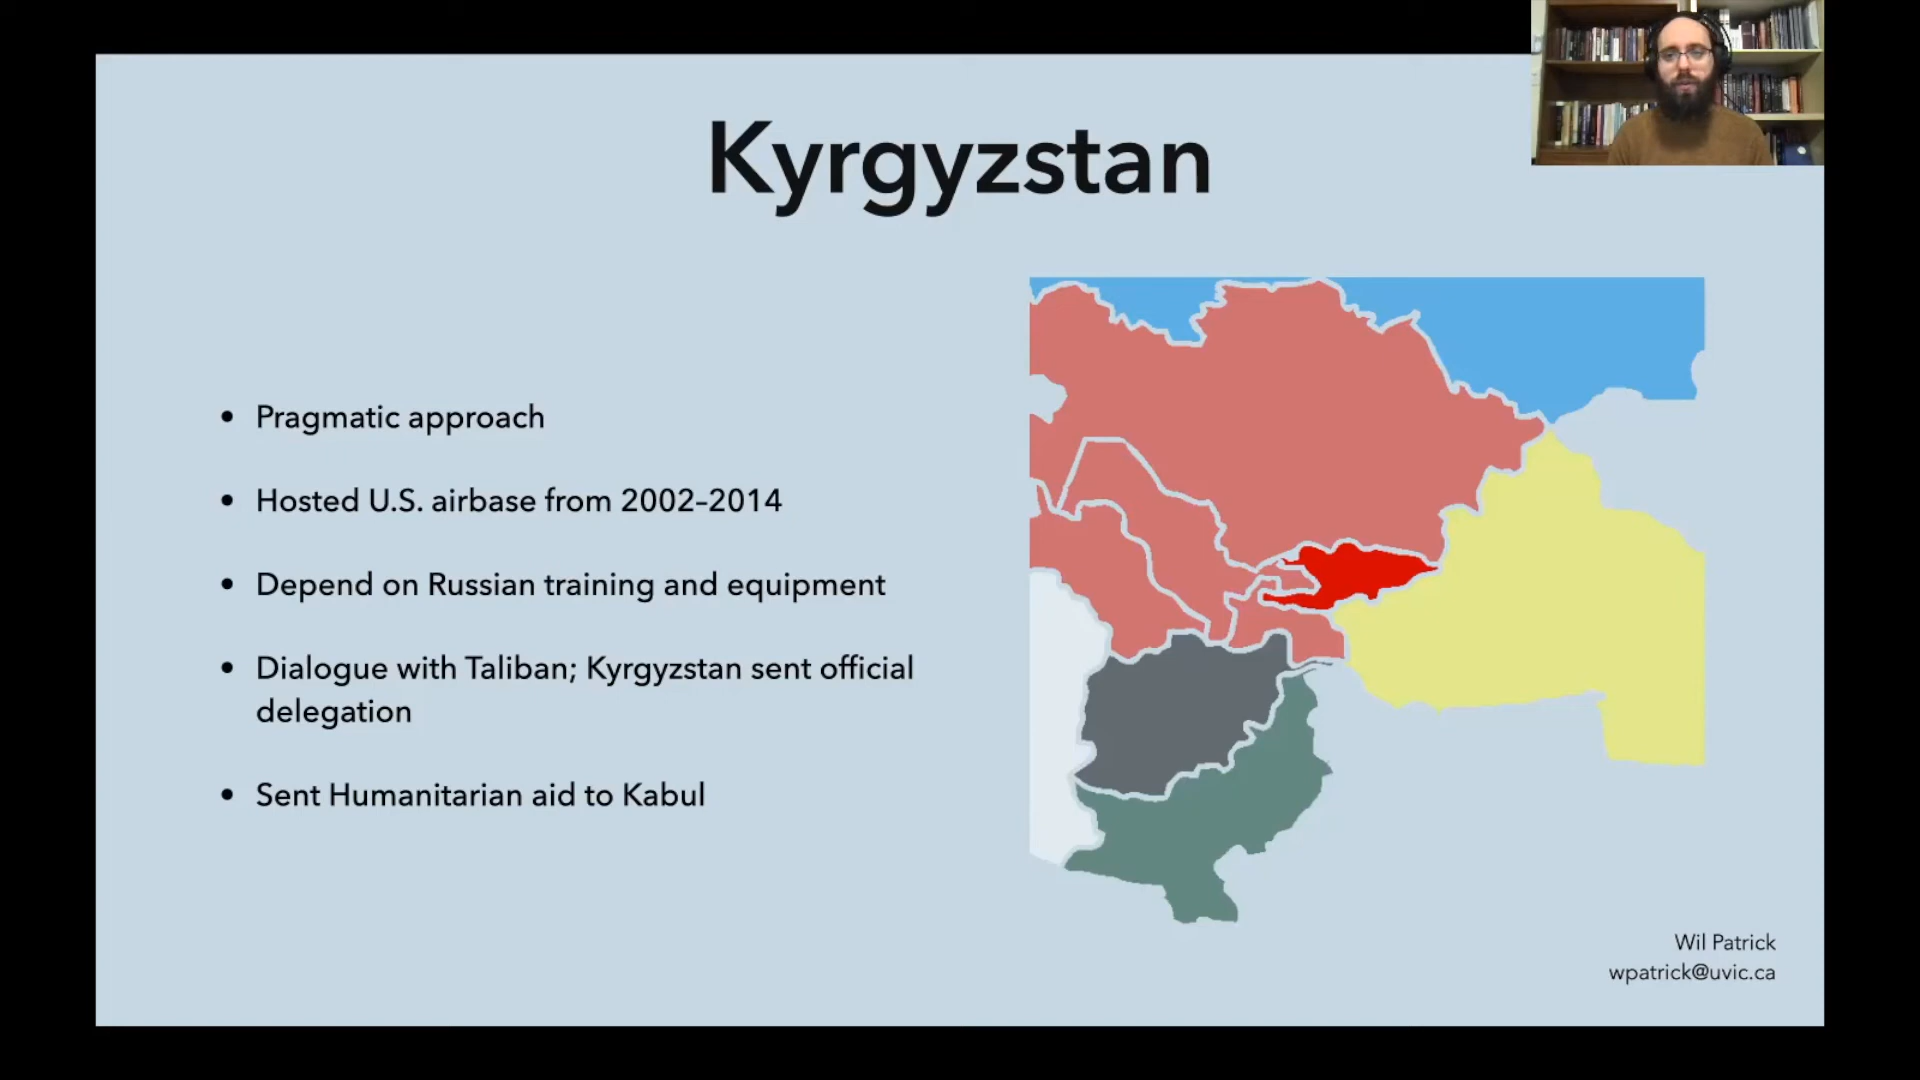 Kyrgyzstan
• Pragmatic approach
• Hosted U.S. airbase from 2002–2014
• Depend on Russian training and equipment
• Dialogue with Taliban; Kyrgyzstan sent official
delegation
• Sent Humanitarian aid to Kabul
Wil Patrick
wpatrick@uvic.ca